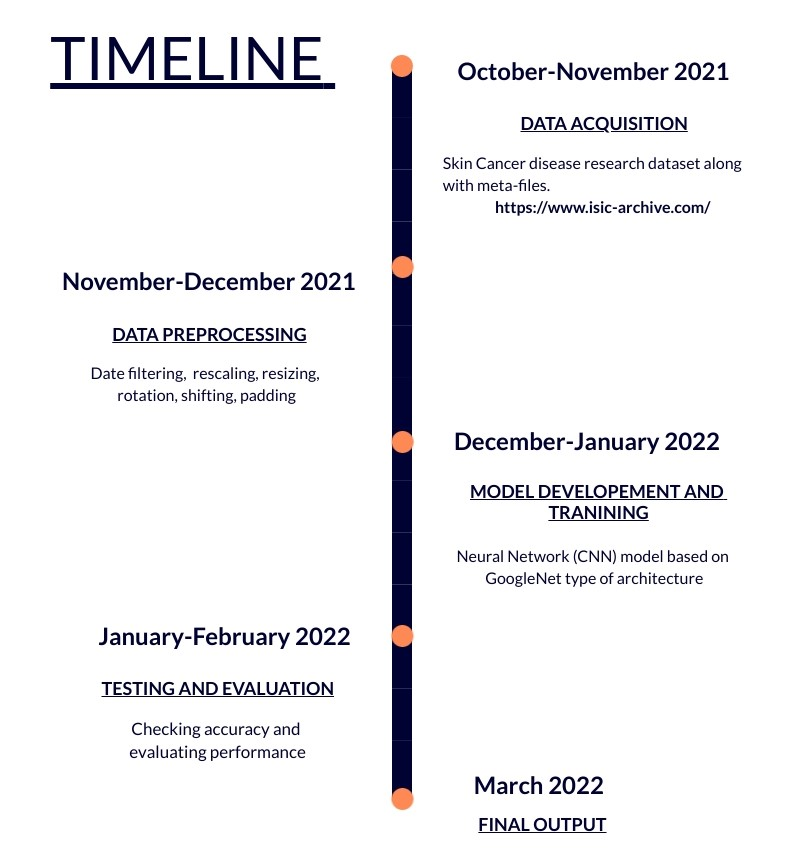 TIMELINE
October-November 2021
DATA ACQUISITION
Skin Cancer disease research dataset along
with meta-files.
https://www.isic-archive.com/
November-December 2021
DATA PREPROCESSING
Date filtering,  rescaling, resizing,
rotation, shifting, padding
December-January 2022
MODEL DEVELOPEMENT AND
TRANINING
Neural Network (CNN) model based on
GoogleNet type of architecture
January-February 2022
TESTING AND EVALUATION
Checking accuracy and
evaluating performance
March 2022
FINAL OUTPUT